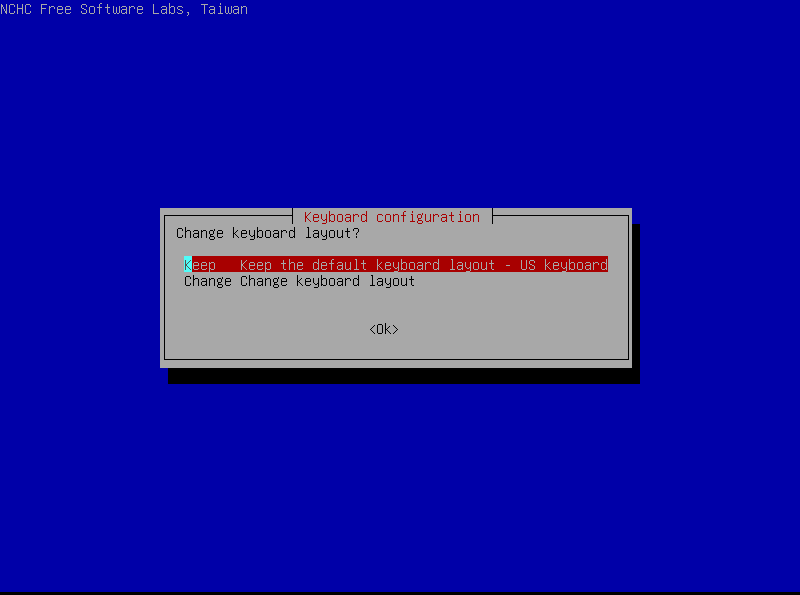 NCHC Free Software Labs, Taiwan
Keyboard configuration
Change keyboard layout?
Keep Keep the default keyboard layout - US keyboard
Change Change keyboard layout
<Ok>